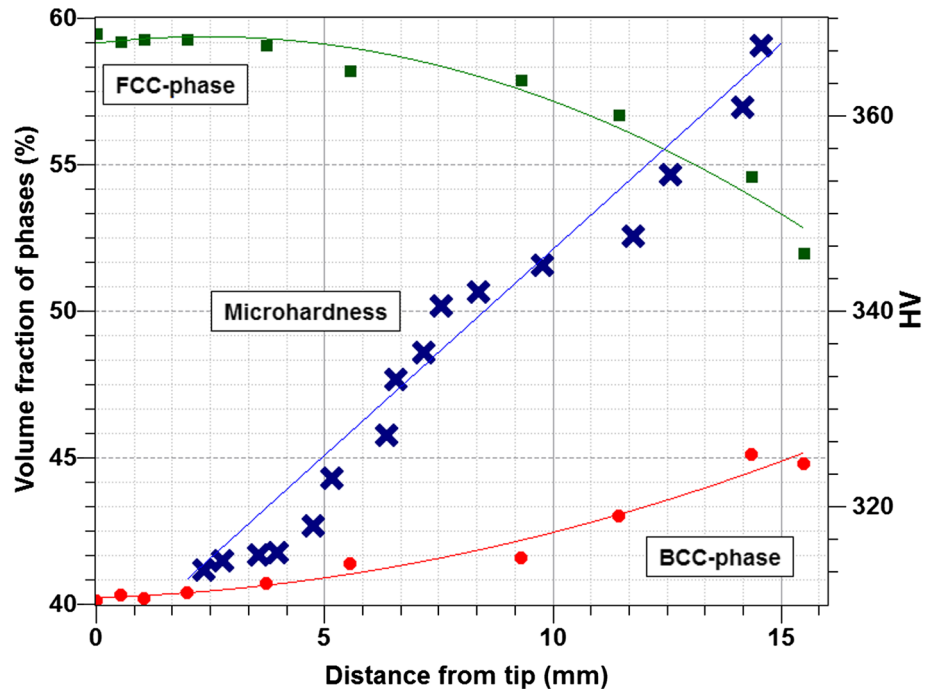 60
55
50
45
40
Volume fraction of phases (%)
FCC-phase
Microhardness
BCC-phase
360
340
320
HV
0
5
10
15
Distance from tip (mm)